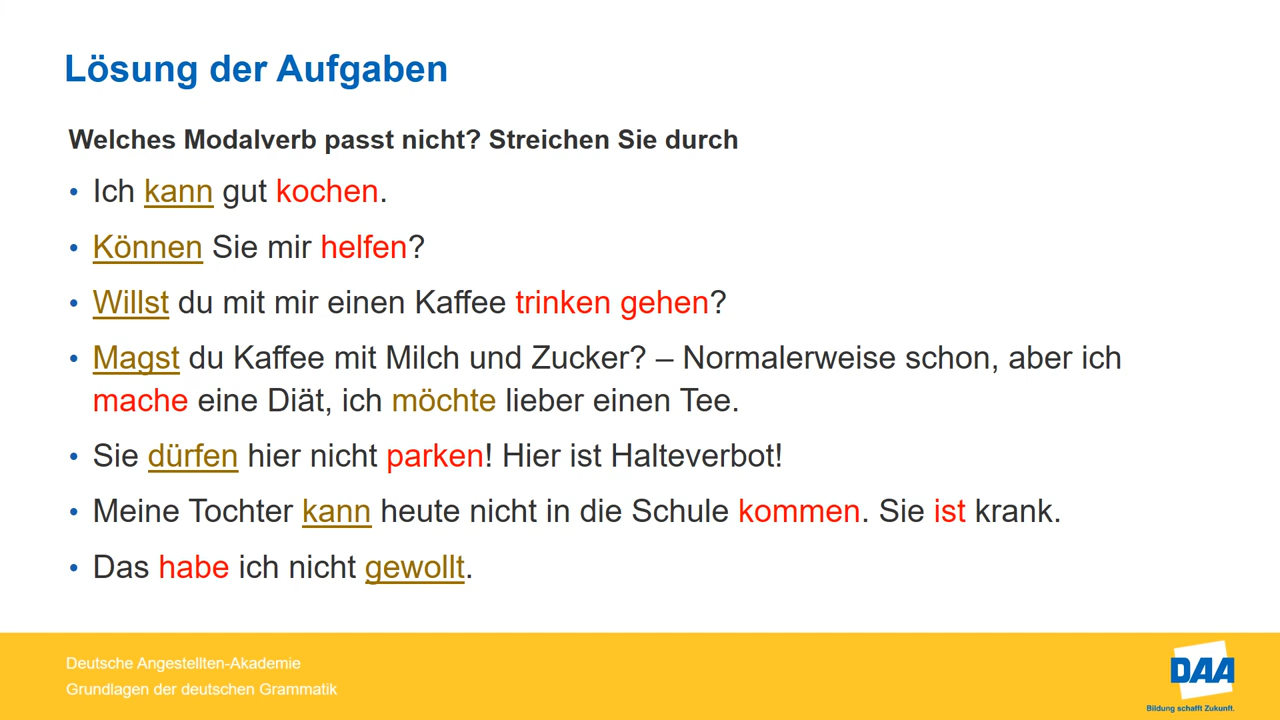 Lösung der Aufgaben
Welches Modalverb passt nicht? Streichen Sie durch
• Ich kann gut kochen.
• Können Sie mir helfen?
• Willst du mit mir einen Kaffee trinken gehen?
• Magst du Kaffee mit Milch und Zucker? – Normalerweise schon, aber ich
mache eine Diät, ich möchte lieber einen Tee.
• Sie dürfen hier nicht parken! Hier ist Halteverbot!
• Meine Tochter kann heute nicht in die Schule kommen. Sie ist krank.
• Das habe ich nicht gewollt.
Deutsche Angestellten-Akademie
Grundlagen der deutschen Grammatik
DAA
Bildung schafft Zukunft.